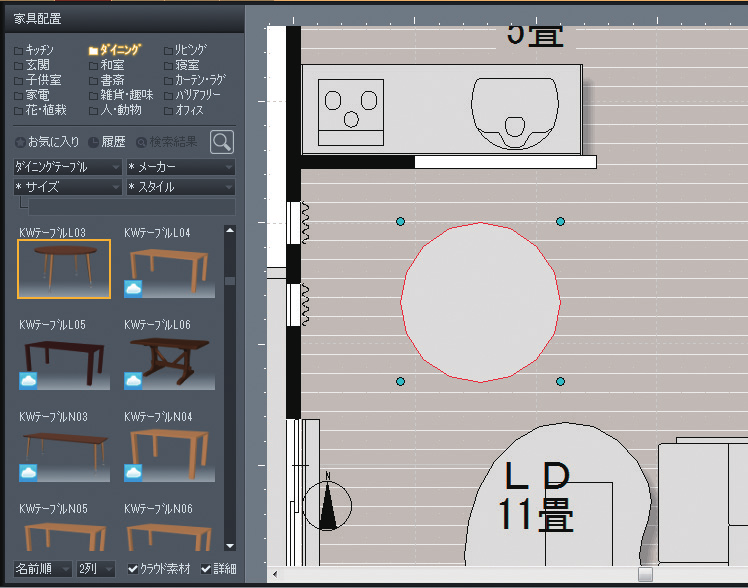 家具配置
キッチン ダイニング リビング
玄関 和室 寝室
子供室 書斎 カーテン・ラグ
家電 雑貨・趣味 バリアフリー
花・植栽 人・動物 オフィス
お気に入り 履歴 検索結果
ダイニングテーブル * メーカー
* サイズ * スタイル
KWテーブルL03 KWテーブルL04
KWテーブルL05 KWテーブルL06
KWテーブルN03 KWテーブルN04
KWテーブルN05 KWテーブルN06
名前順 2列 クラウド素材 詳細
5畳
N
LD
11畳